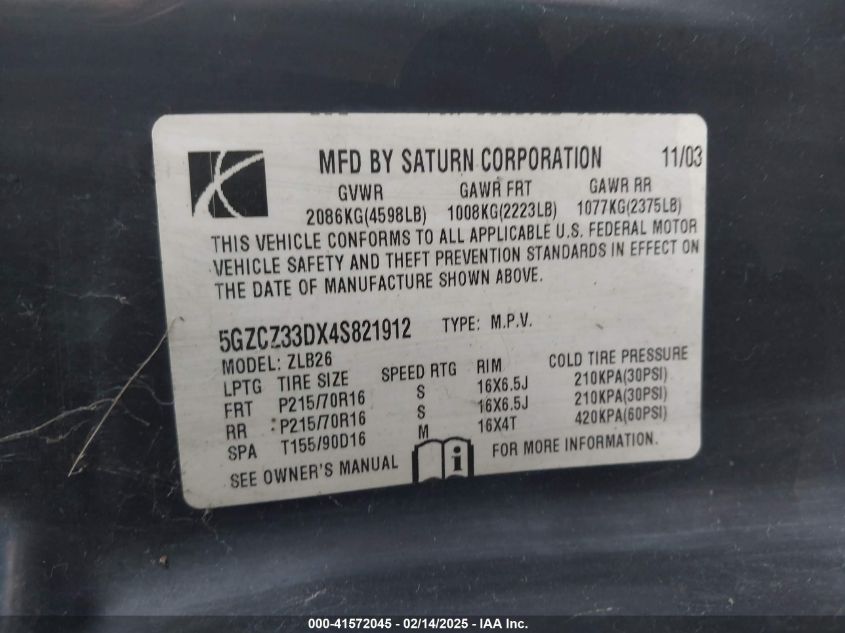 MFD BY SATURN CORPORATION 11/03
GVWR GAWR FRT GAWR RR
2086KG(4598LB) 1008KG(2223LB) 1077KG(2375LB)
THIS VEHICLE CONFORMS TO ALL APPLICABLE U.S. FEDERAL MOTOR
VEHICLE SAFETY AND THEFT PREVENTION STANDARDS IN EFFECT ON
THE DATE OF MANUFACTURE SHOWN ABOVE.
5GZCZ33DX4S821912 TYPE: M.P.V.
MODEL: ZLB26
LPTG TIRE SIZE SPEED RTG RIM COLD TIRE PRESSURE
FRT P215/70R16 S 16X6.5J 210KPA(30PSI)
RR P215/70R16 S 16X6.5J 210KPA(30PSI)
SPA T155/90D16 M 16X4T 420KPA(60PSI)
SEE OWNER'S MANUAL i FOR MORE INFORMATION.
000-41572045 - 02/14/2025 - IAA Inc.